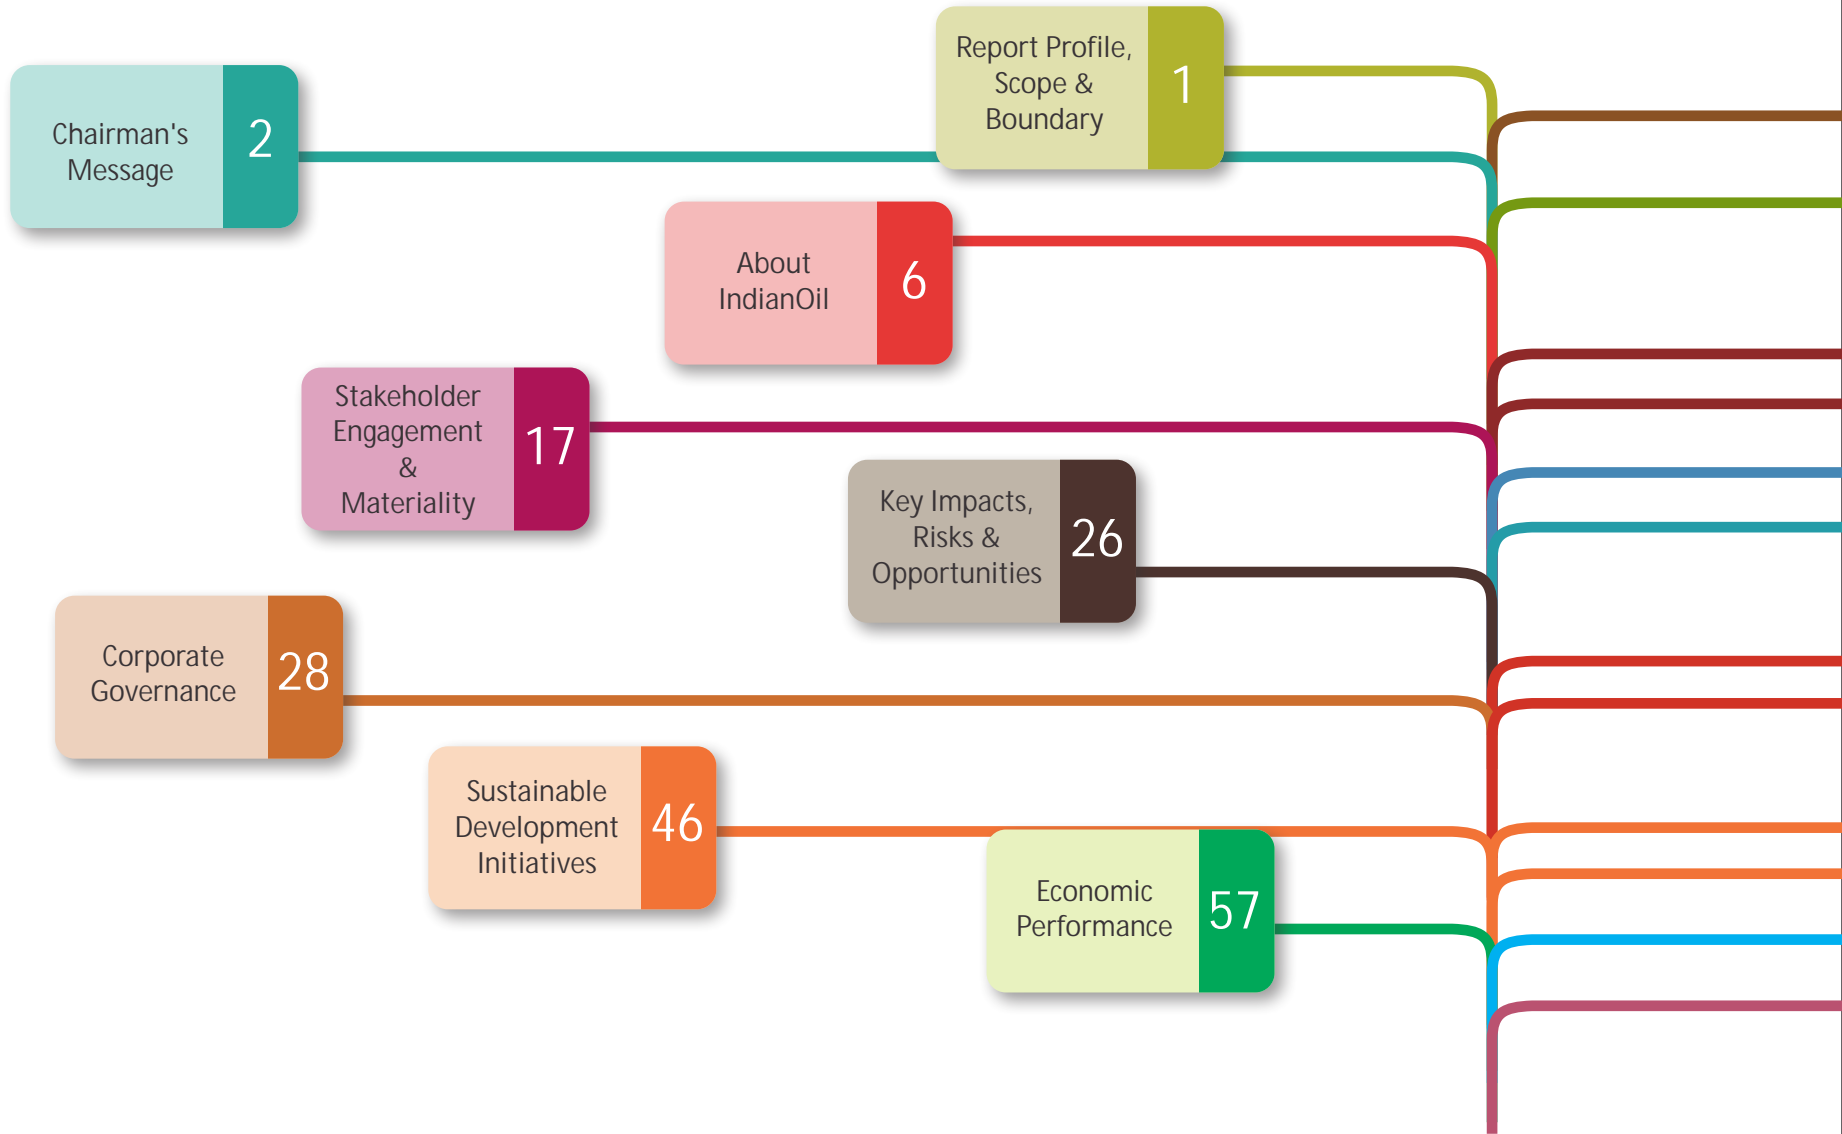 Report Profile,
Scope &
Boundary
1
Chairman's
Message
2
About
IndianOil
6
Stakeholder
Engagement
&
Materiality
17
Key Impacts,
Risks &
Opportunities
26
Corporate
Governance
28
Sustainable
Development
Initiatives
46
Economic
Performance
57